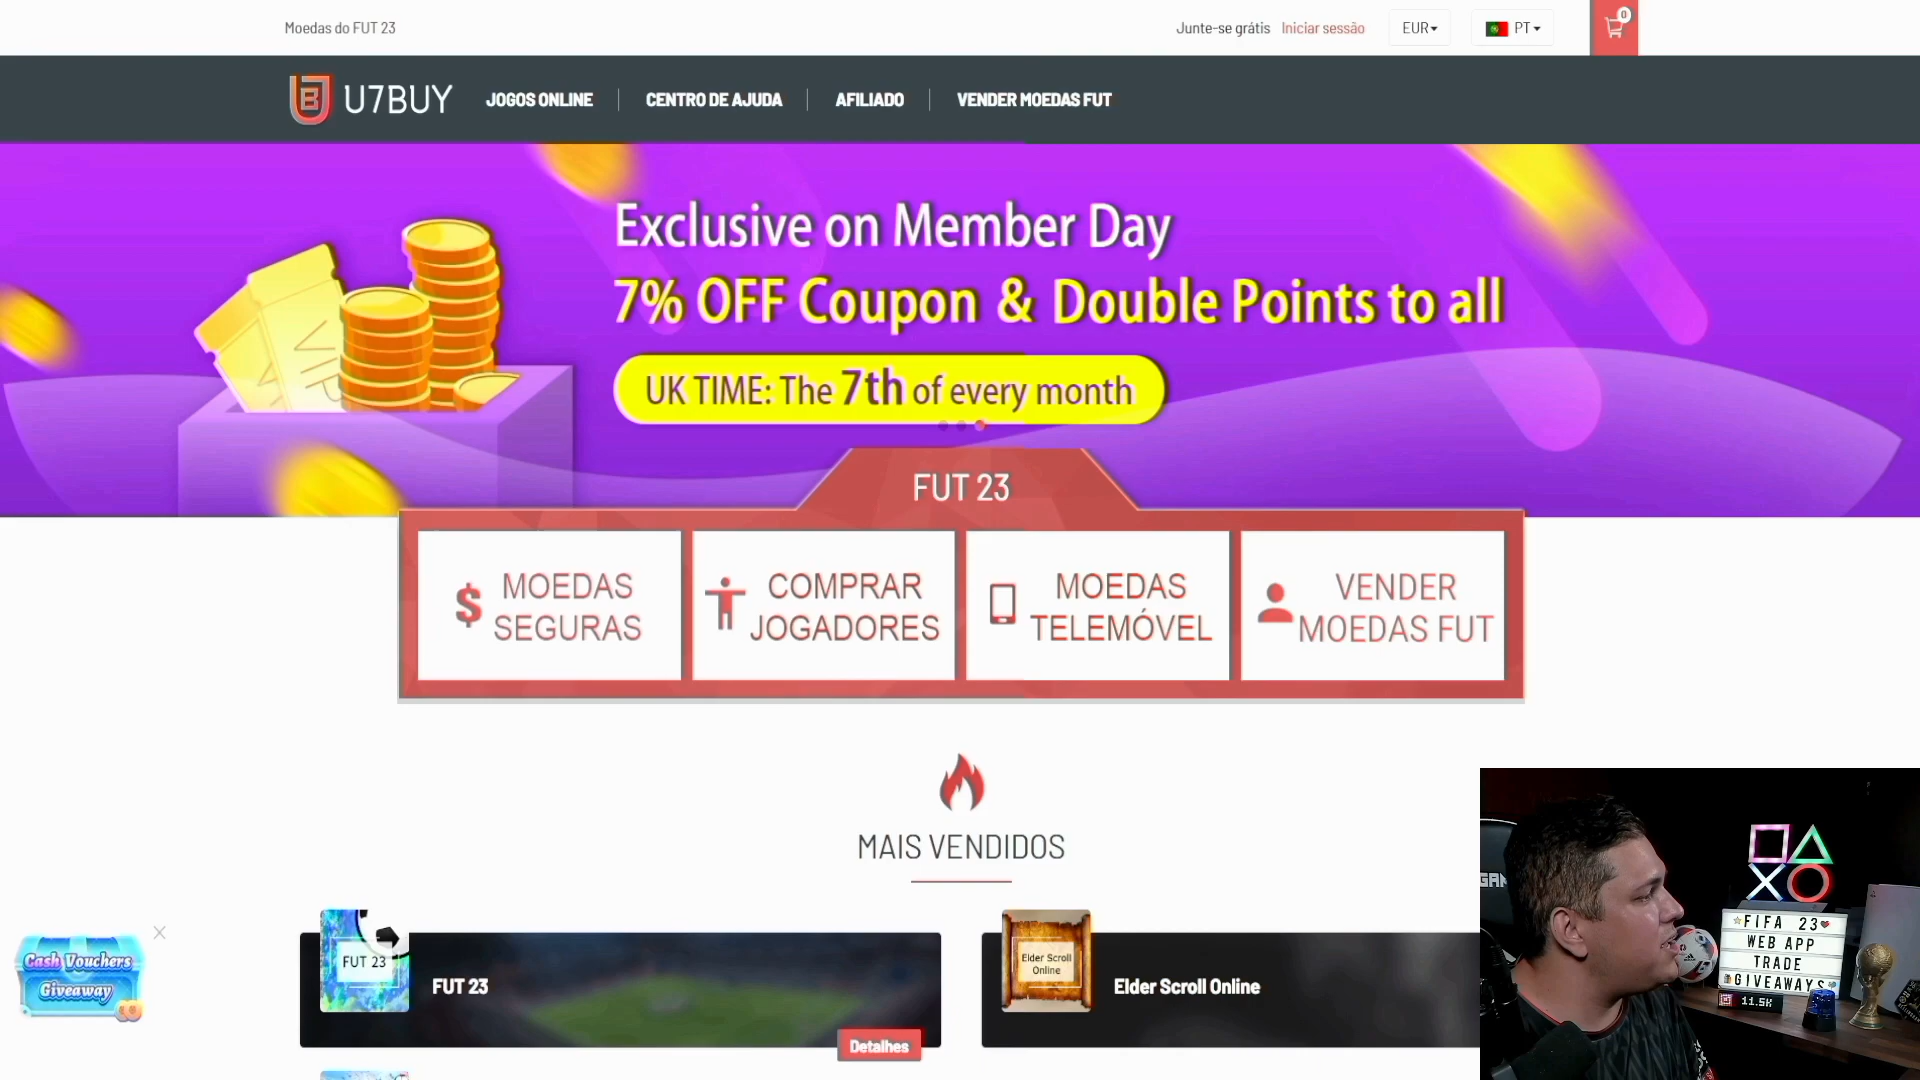 Moedas do FUT 23
Junte-se grátis Iniciar sessão EUR PT 0
U7BUY JOGOS ONLINE CENTRO DE AJUDA AFILIADO VENDER MOEDAS FUT
Exclusive on Member Day
7% OFF Coupon & Double Points to all
UK TIME: The 7th of every month
VIP
FUT 23
MOEDAS
SEGURAS
COMPRAR
JOGADORES
MOEDAS
TELEMÓVEL
VENDER
MOEDAS FUT
MAIS VENDIDOS
FUT 23
FUT 23
Detalhes
Elder Scroll
Online
Elder Scroll Online
Cash Vouchers
Giveaway
FIFA 23
WEB APP
TRADE
GIVEAWAYS
11.5K